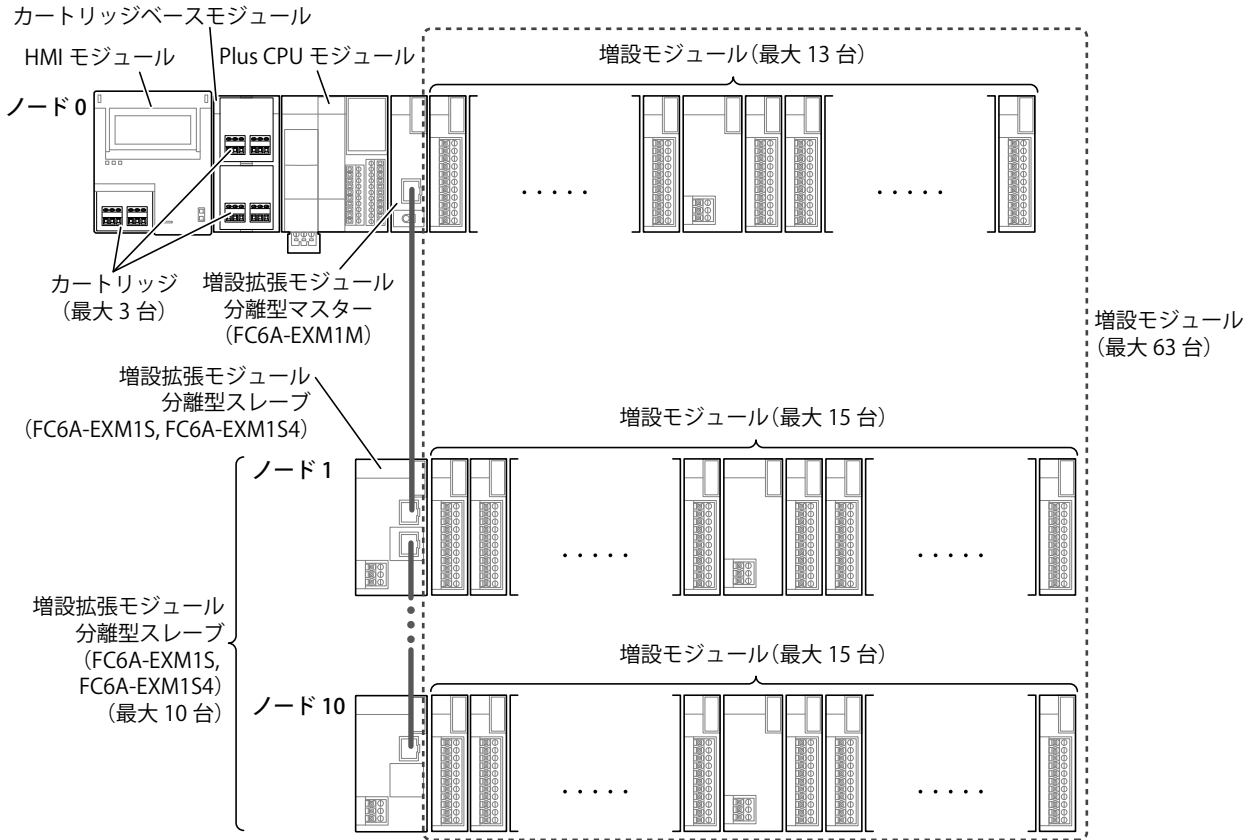 カートリッジベースモジュール
HMI モジュール
Plus CPU モジュール
増設モジュール（最大 13 台）
ノード 0
カートリッジ
（最大 3 台）
増設拡張モジュール
分離型マスター
（FC6A-EXM1M）
増設モジュール
（最大 63 台）
増設拡張モジュール
分離型スレーブ
（FC6A-EXM1S, FC6A-EXM1S4）
増設モジュール（最大 15 台）
ノード 1
増設拡張モジュール
分離型スレーブ
（FC6A-EXM1S,
FC6A-EXM1S4）
（最大 10 台）
増設モジュール（最大 15 台）
ノード 10